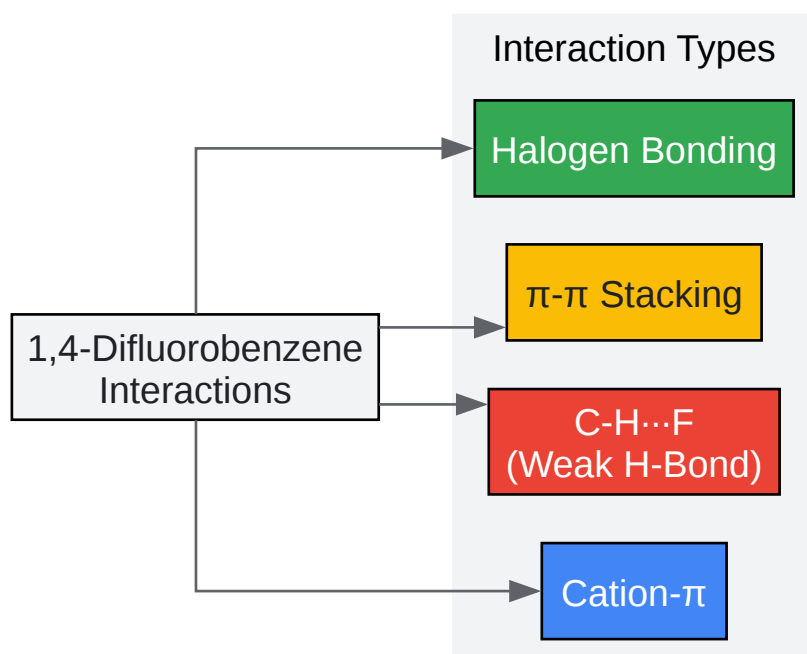 Interaction Types
Halogen Bonding
π-π Stacking
1,4-Difluorobenzene
Interactions
C-H···F
(Weak H-Bond)
Cation-π